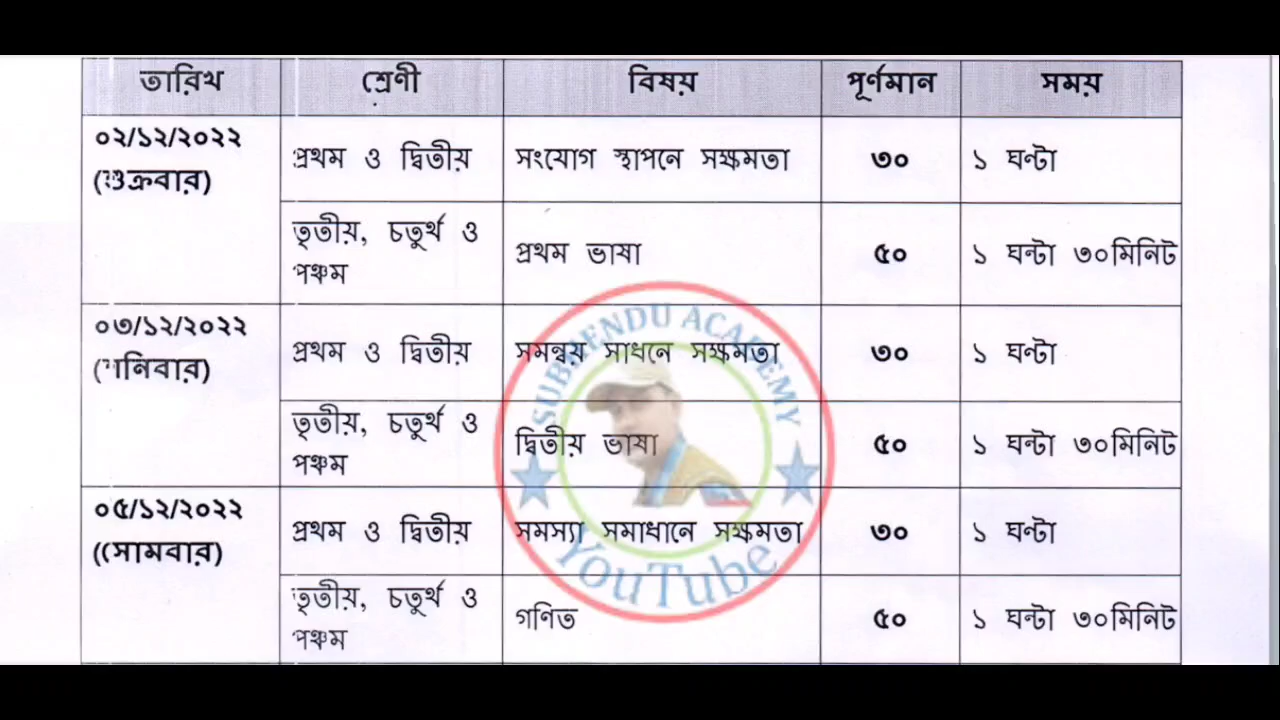 তারিখ শ্রেণী বিষয় পূর্ণমান সময়
০২/১২/২০২২
(শুক্রবার)
প্রথম ও দ্বিতীয় সংযোগ স্থাপনে সক্ষমতা ৩০ ১ ঘন্টা
তৃতীয়, চতুর্থ ও
পঞ্চম
প্রথম ভাষা ৫০ ১ ঘন্টা ৩০মিনিট
০৩/১২/২০২২
(শনিবার)
প্রথম ও দ্বিতীয় সমন্বয় সাধনে সক্ষমতা ৩০ ১ ঘন্টা
তৃতীয়, চতুর্থ ও
পঞ্চম
দ্বিতীয় ভাষা ৫০ ১ ঘন্টা ৩০মিনিট
০৫/১২/২০২২
(সোমবার)
প্রথম ও দ্বিতীয় সমস্যা সমাধানে সক্ষমতা ৩০ ১ ঘন্টা
তৃতীয়, চতুর্থ ও
পঞ্চম
গণিত ৫০ ১ ঘন্টা ৩০মিনিট
SUBHENDU ACADEMY
YouTube